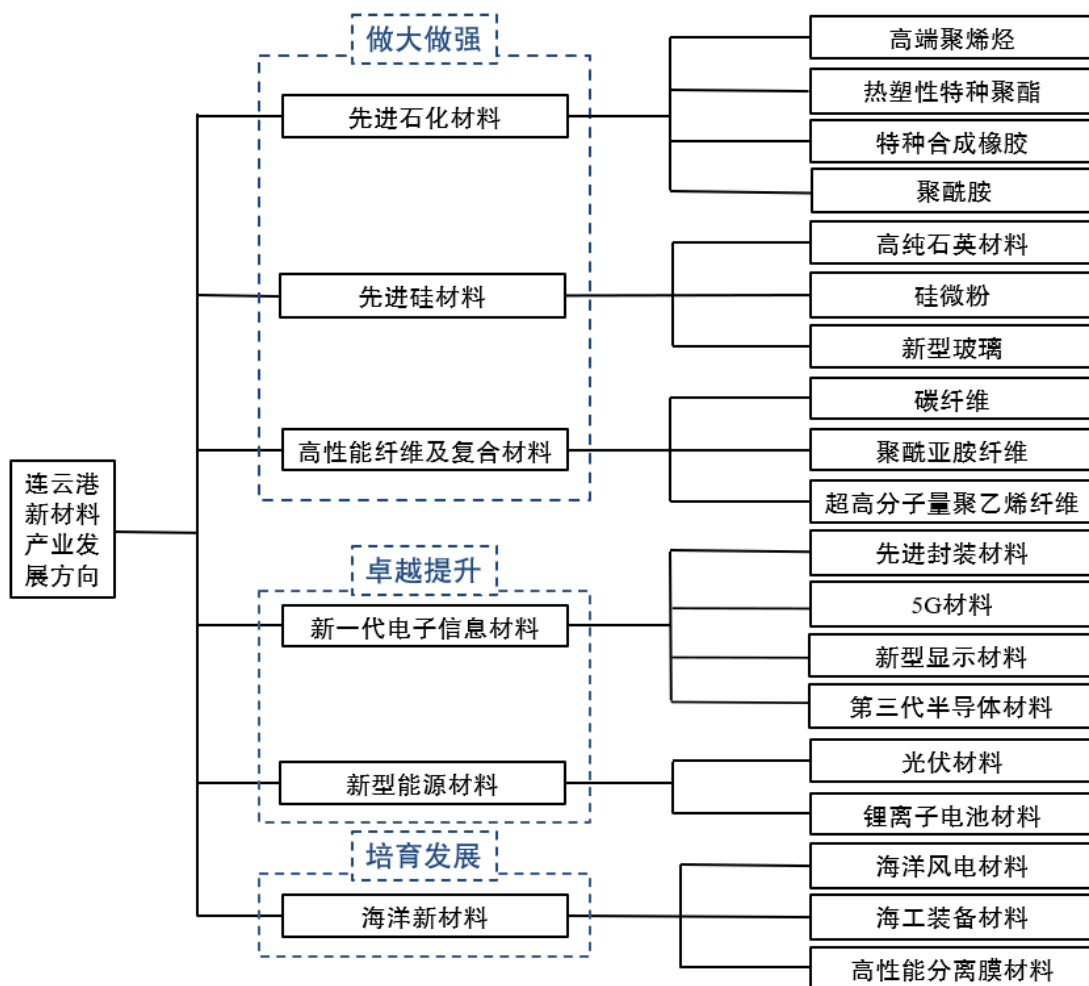 连云港
新材料
产业发
展方向
做大做强
先进石化材料
高端聚烯烃
热塑性特种聚酯
特种合成橡胶
聚酰胺
先进硅材料
高纯石英材料
硅微粉
新型玻璃
高性能纤维及复合材料
碳纤维
聚酰亚胺纤维
超高分子量聚乙烯纤维
卓越提升
新一代电子信息材料
先进封装材料
5G材料
新型显示材料
第三代半导体材料
新型能源材料
光伏材料
锂离子电池材料
培育发展
海洋新材料
海洋风电材料
海工装备材料
高性能分离膜材料